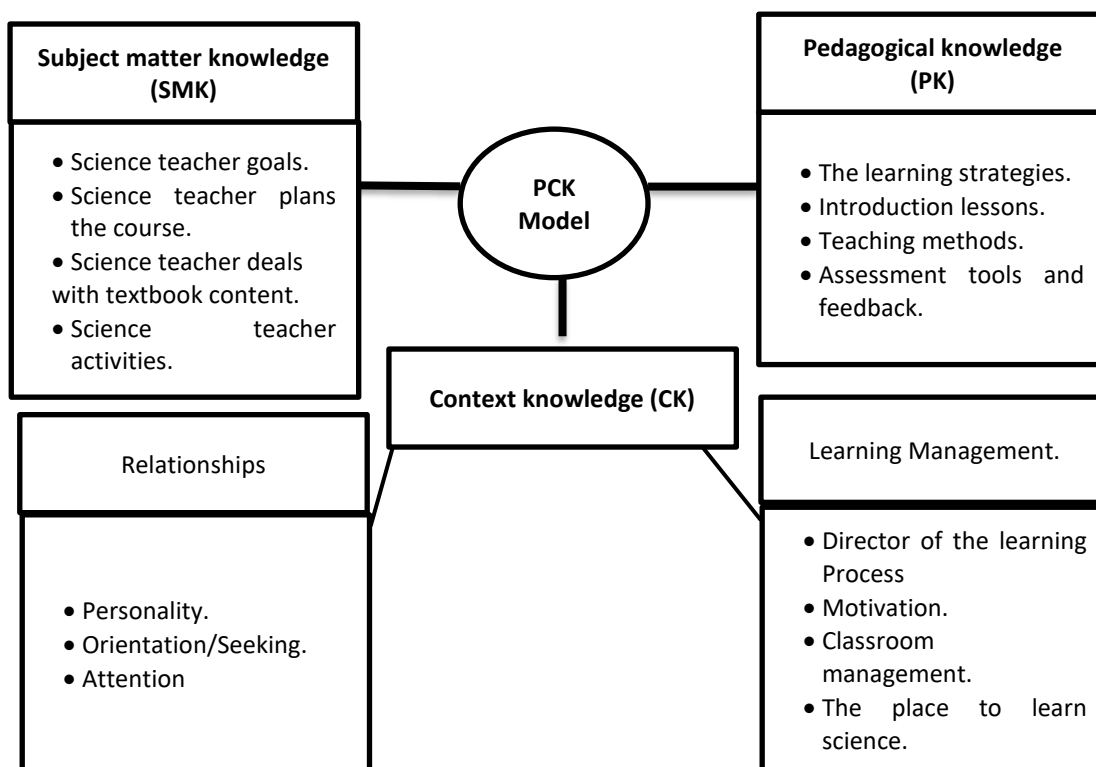 Subject matter knowledge
(SMK)
• Science teacher goals.
• Science teacher plans
the course.
• Science teacher deals
with textbook content.
• Science teacher
activities.
PCK
Model
Pedagogical knowledge
(PK)
• The learning strategies.
• Introduction lessons.
• Teaching methods.
• Assessment tools and
feedback.
Context knowledge (CK)
Relationships
• Personality.
• Orientation/Seeking.
• Attention
Learning Management.
• Director of the learning
Process
• Motivation.
• Classroom
management.
• The place to learn
science.